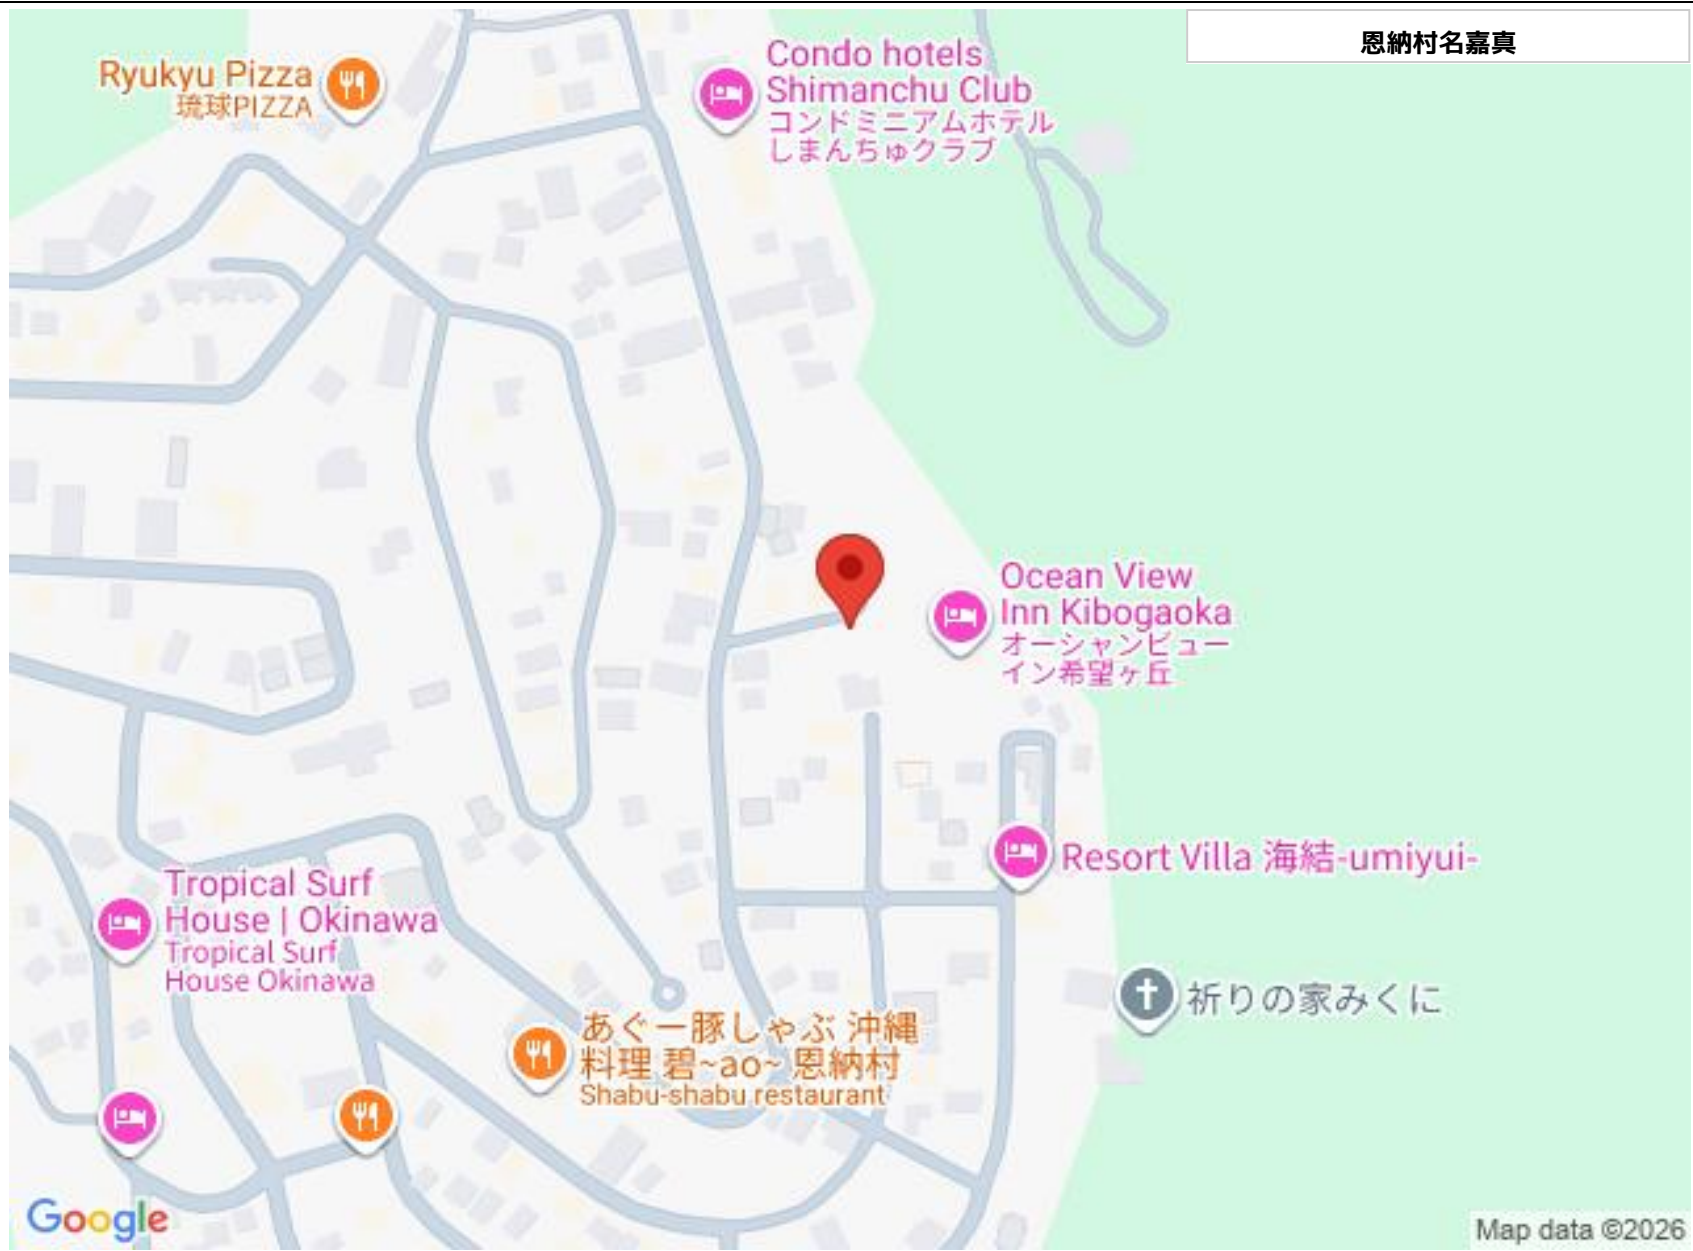 恩納村名嘉真
Condo hotels
Shimanchu Club
コンドミニアムホテル
しまんちゅクラブ
Ryukyu Pizza
琉球PIZZA
Ocean View
Inn Kibogaoka
オーシャンビュー
イン希望ヶ丘
Resort Villa 海結-umiyui-
Tropical Surf
House | Okinawa
Tropical Surf
House Okinawa
祈りの家みくに
あぐー豚しゃぶ 沖縄
料理 碧~ao~ 恩納村
Shabu-shabu restaurant
Google
Map data ©2026